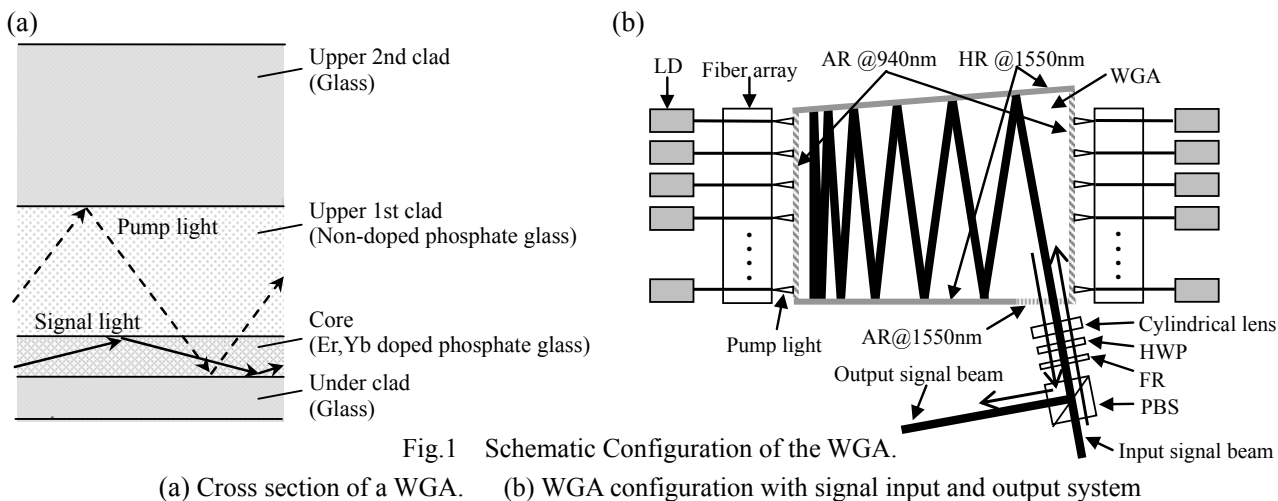 (a)
Upper 2nd clad
(Glass)
Pump light
Upper 1st clad
(Non-doped phosphate glass)
Signal light
Core
(Er,Yb doped phosphate glass)
Under clad
(Glass)
(b)
AR @940nm
HR @1550nm
LD
Fiber array
WGA
Pump light
AR@1550nm
Cylindrical lens
HWP
FR
PBS
Output signal beam
Input signal beam
Fig.1 Schematic Configuration of the WGA.
(a) Cross section of a WGA. (b) WGA configuration with signal input and output system